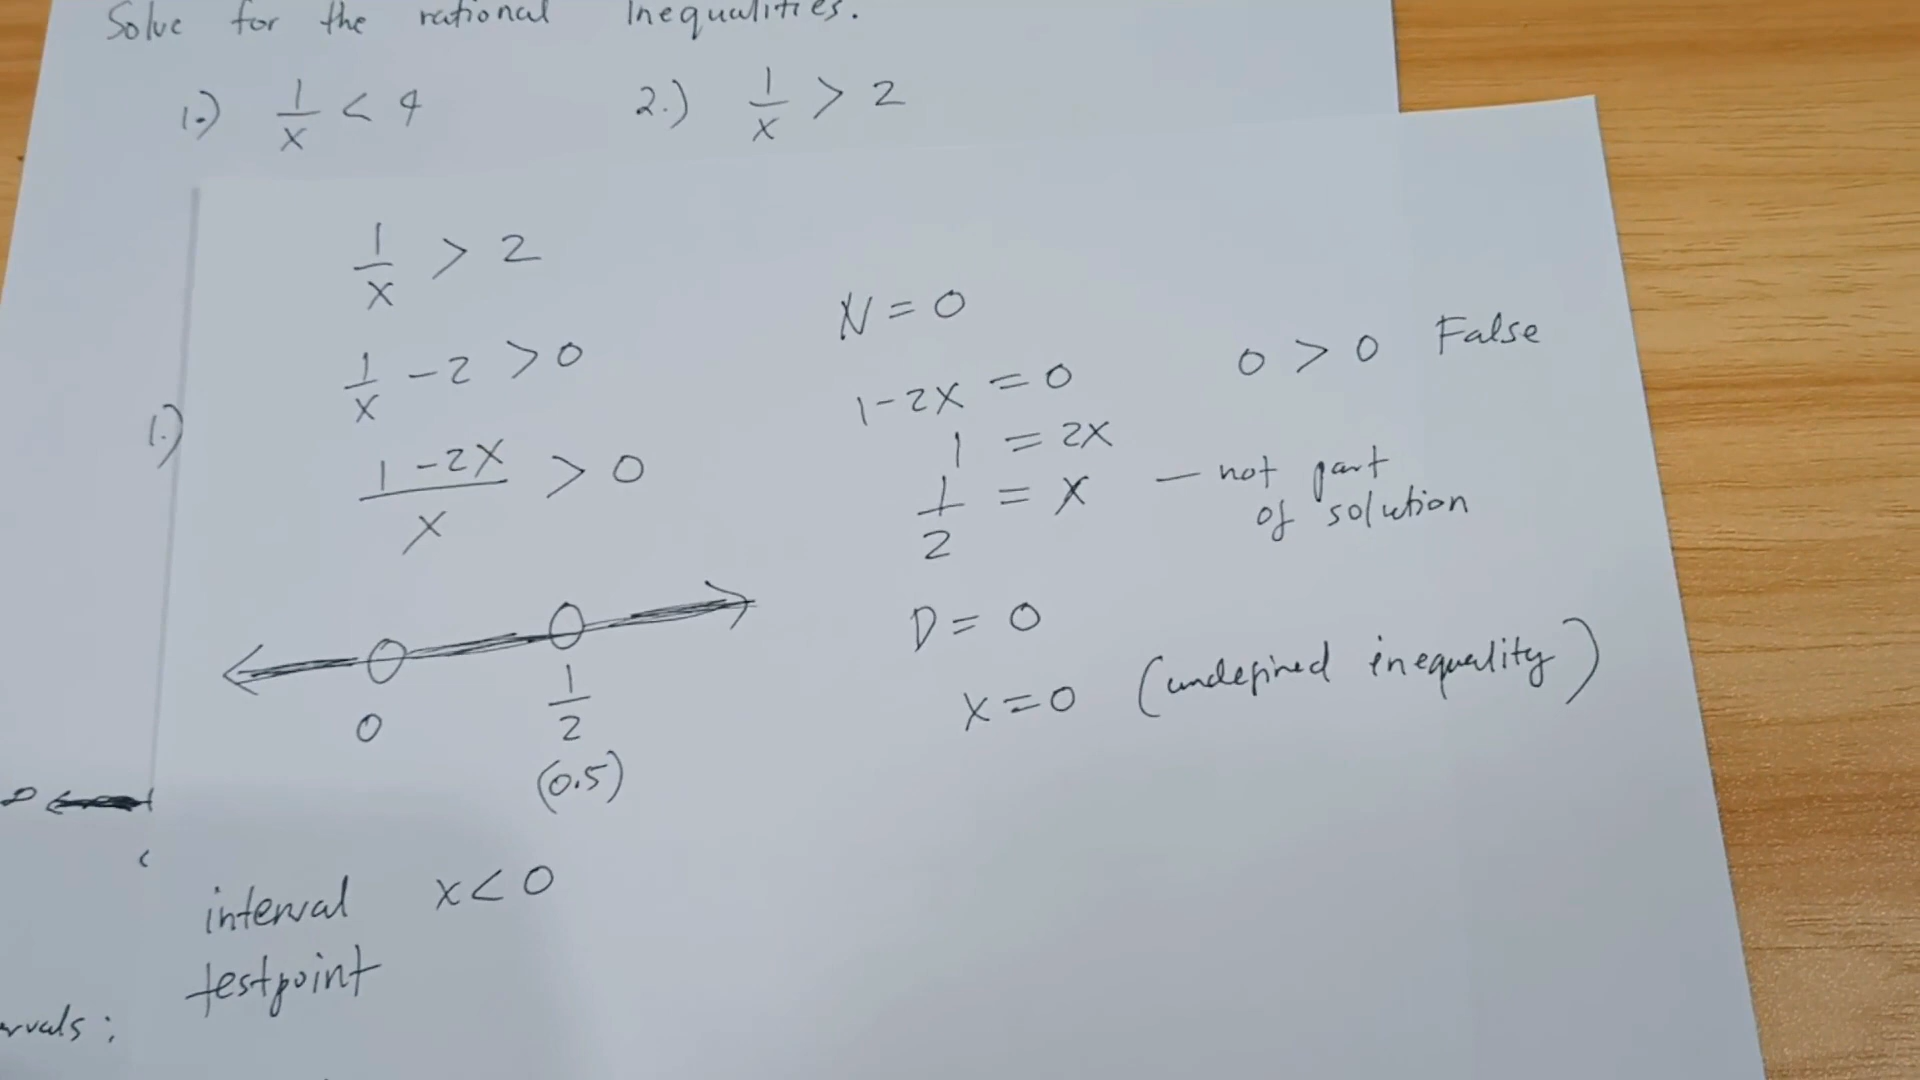 Solve for the rational Inequalities.
1.) 1/x < 4 2.) 1/x > 2
1/x > 2
1/x - 2 > 0
1.)
1-2x/x > 0
N = 0
1-2x = 0
1 = 2x
1/2 = x — not part of solution
0 > 0 False
D = 0
x = 0 (undefined inequality)
0 1/2
(0.5)
interval x < 0
testpoint
rvals: